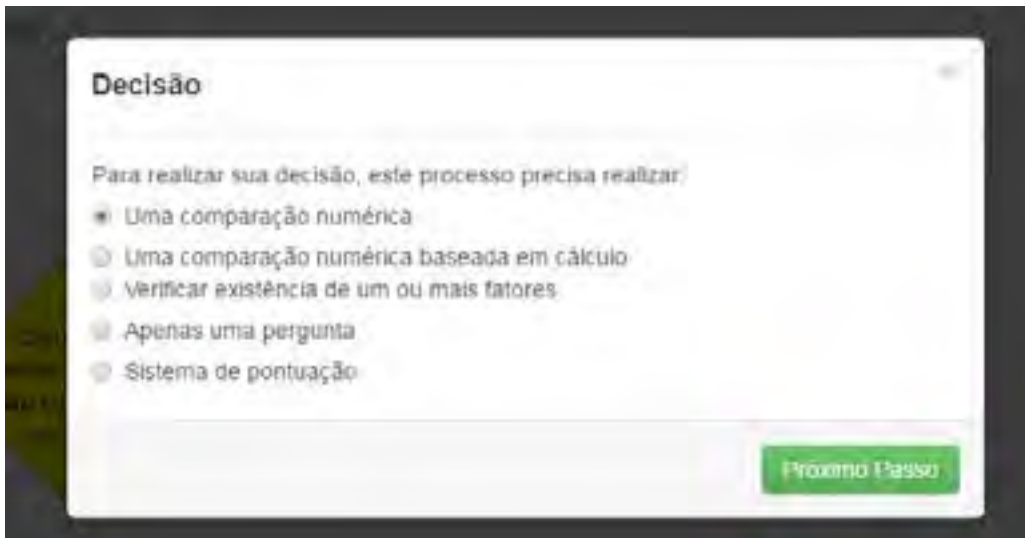 Decisão
Para realizar sua decisão, este processo precisa realizar:
Uma comparação numérica
Uma comparação numérica baseada em cálculo
Verificar existência de um ou mais fatores
Apenas uma pergunta
Sistema de pontuação
Próximo Passo